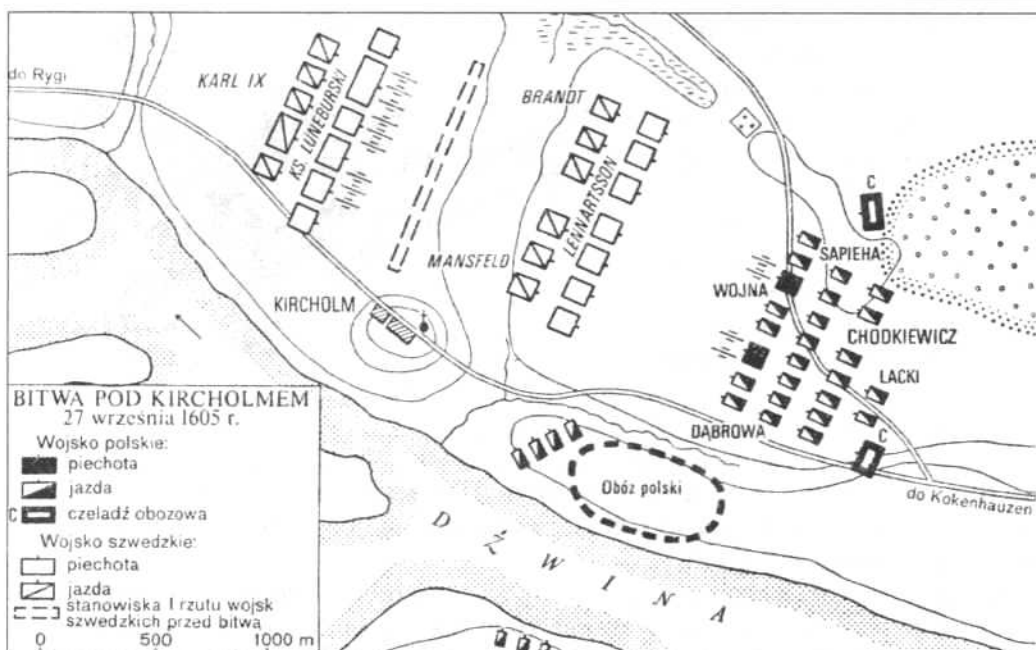 do Rygi
KARL IX
KS. LUNEBURSKI
BRANDT
LENNARTSSON
MANSFELD
KIRCHOLM
C
SAPIEHA
WOJNA
CHODKIEWICZ
LACKI
DĄBROWA
C
Obóz polski
do Kokenhauzen
DŹWINA
BITWA POD KIRCHOLMEM
27 września 1605 r.
Wojsko polskie:
piechota
jazda
C czeladź obozowa
Wojsko szwedzkie:
piechota
jazda
stanowiska I rzutu wojsk
szwedzkich przed bitwą
0 500 1000 m